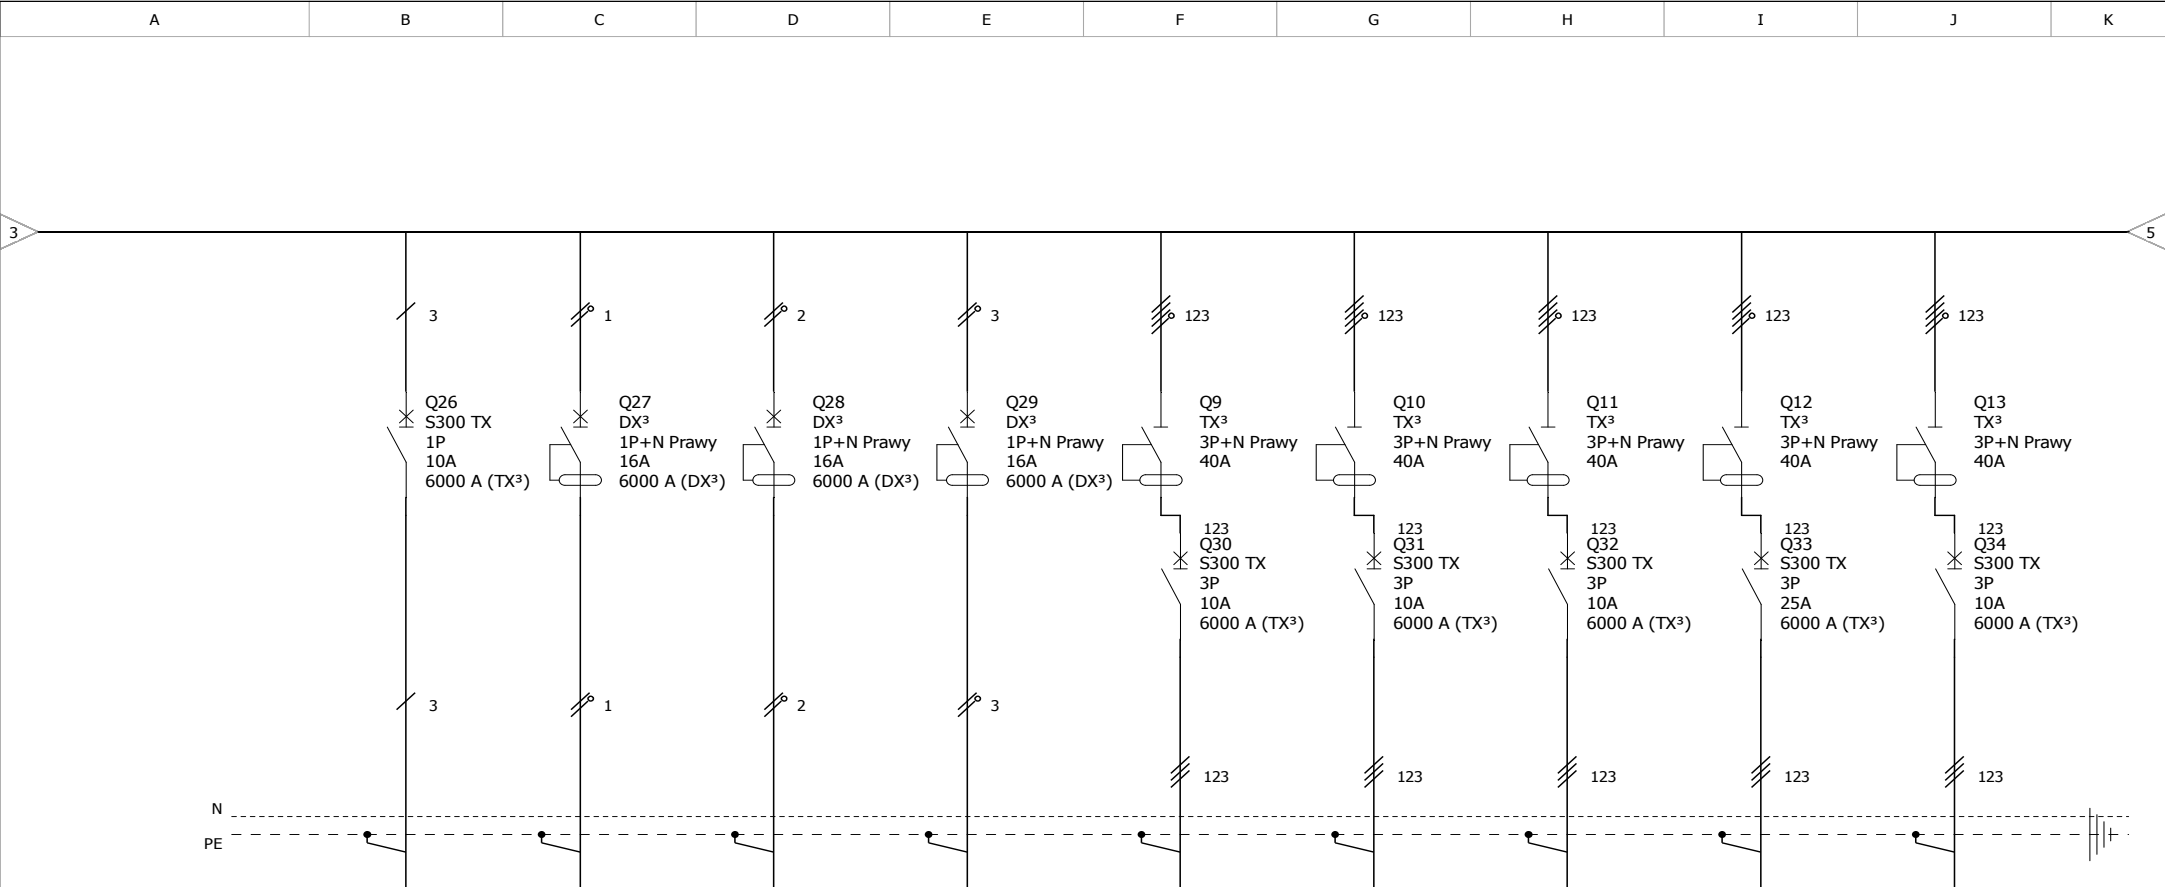 A B C D E F G H I J K
3 5
3 1 2 3 123 123 123 123 123
Q26
S300 TX
1P
10A
6000 A (TX³)
Q27
DX³
1P+N Prawy
16A
6000 A (DX³)
Q28
DX³
1P+N Prawy
16A
6000 A (DX³)
Q29
DX³
1P+N Prawy
16A
6000 A (DX³)
Q9
TX³
3P+N Prawy
40A
Q10
TX³
3P+N Prawy
40A
Q11
TX³
3P+N Prawy
40A
Q12
TX³
3P+N Prawy
40A
Q13
TX³
3P+N Prawy
40A
123
Q30
S300 TX
3P
10A
6000 A (TX³)
123
Q31
S300 TX
3P
10A
6000 A (TX³)
123
Q32
S300 TX
3P
10A
6000 A (TX³)
123
Q33
S300 TX
3P
25A
6000 A (TX³)
123
Q34
S300 TX
3P
10A
6000 A (TX³)
3 1 2 3
123 123 123 123 123
N
PE